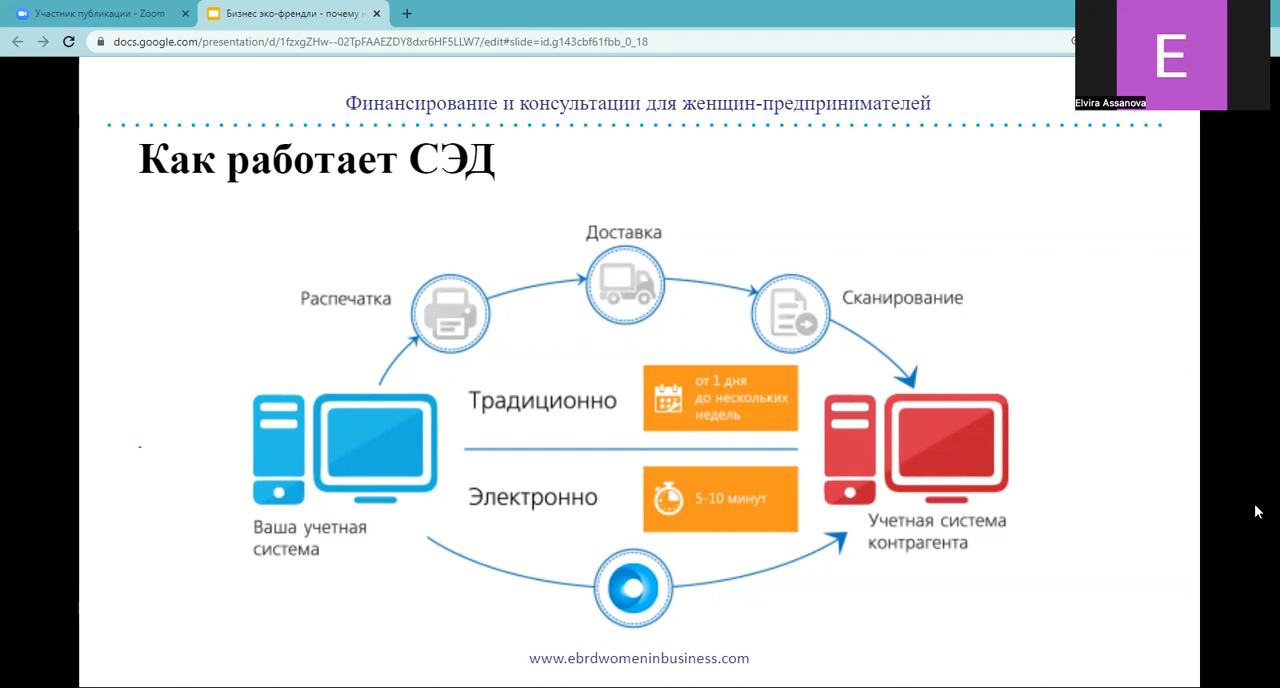 Участник публикации - Zoom
Бизнес эко-френдли - почему н
docs.google.com/presentation/d/1fzxgZHw--02TpFAAEZDY8dxr6HF5LLW7/edit#slide=id.g143cbf61fbb_0_18
E
Elvira Assanova
Финансирование и консультации для женщин-предпринимателей
Как работает СЭД
Доставка
Распечатка
Сканирование
Традиционно
от 1 дня
до нескольких
недель
Электронно
5-10 минут
Ваша учетная
система
Учетная система
контрагента
www.ebrdwomeninbusiness.com